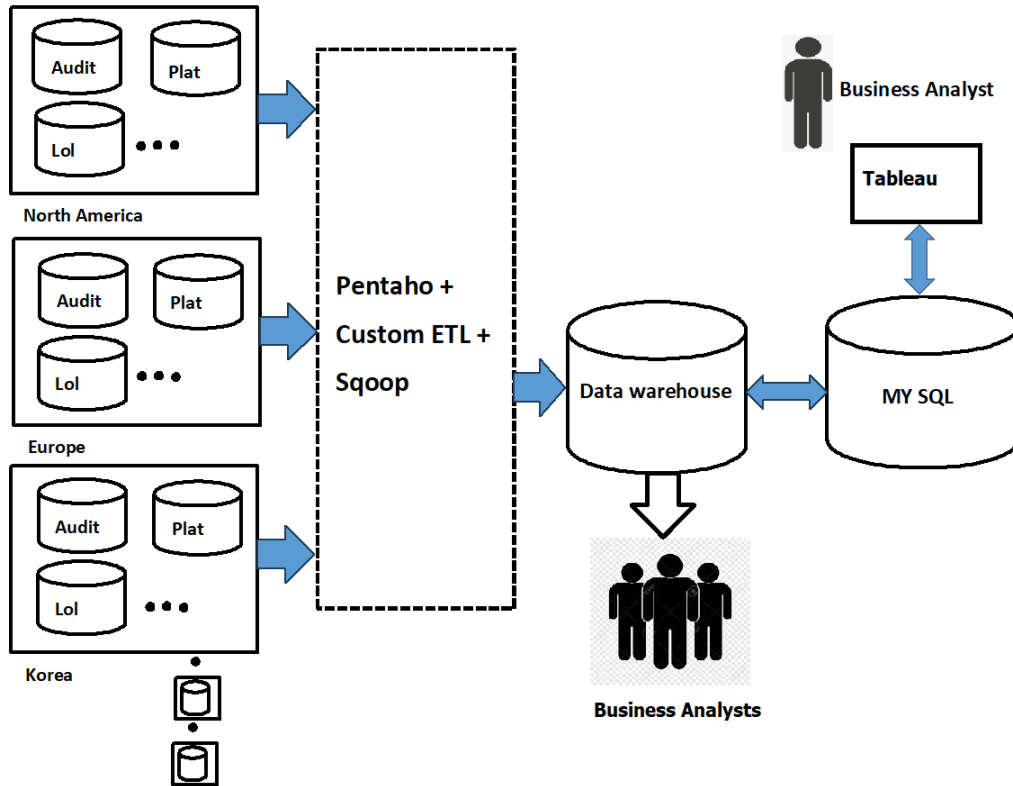 Audit
Plat
Lol
North America
Audit
Plat
Lol
Europe
Audit
Plat
Lol
Korea
Pentaho +
Custom ETL +
Sqoop
Data warehouse
MY SQL
Business Analyst
Tableau
Business Analysts